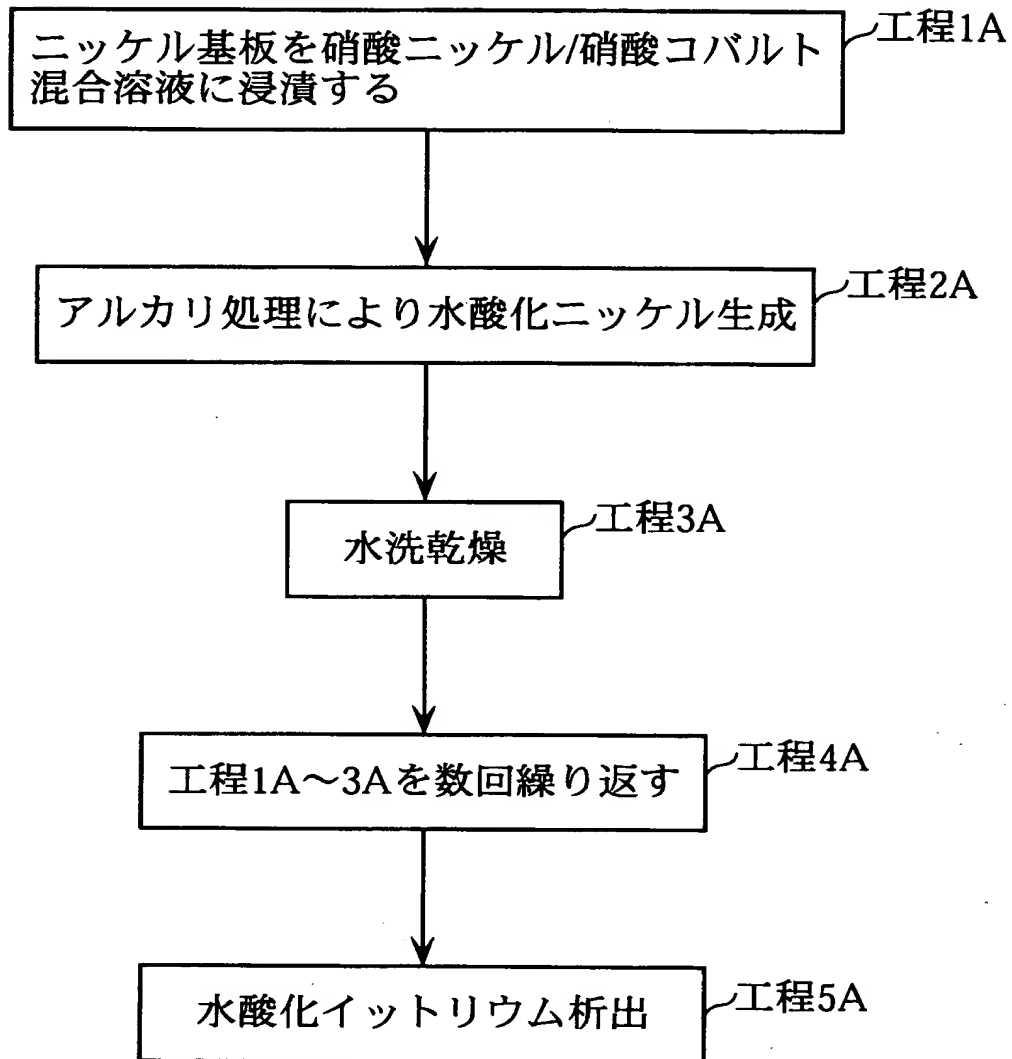 ニッケル基板を硝酸ニッケル/硝酸コバルト
混合溶液に浸漬する
工程1A
アルカリ処理により水酸化ニッケル生成
工程2A
水洗乾燥
工程3A
工程1A～3Aを数回繰り返す
工程4A
水酸化イットリウム析出
工程5A